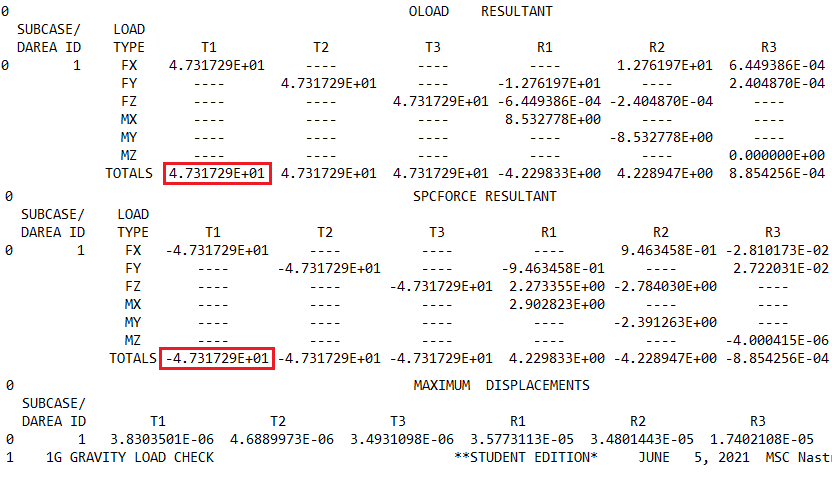 0 OLOAD RESULTANT
SUBCASE/ LOAD
DAREA ID TYPE T1 T2 T3 R1 R2 R3
0 1 FX 4.731729E+01 ---- ---- ---- 1.276197E+01 6.449386E-04
FY ---- 4.731729E+01 ---- -1.276197E+01 ---- 2.404870E-04
FZ ---- ---- 4.731729E+01 -6.449386E-04 -2.404870E-04 ----
MX ---- ---- ---- 8.532778E+00 ---- ----
MY ---- ---- ---- ---- -8.532778E+00 ----
MZ ---- ---- ---- ---- ---- 0.000000E+00
TOTALS 4.731729E+01 4.731729E+01 4.731729E+01 -4.229833E+00 4.228947E+00 8.854256E-04
0 SPCFORCE RESULTANT
SUBCASE/ LOAD
DAREA ID TYPE T1 T2 T3 R1 R2 R3
0 1 FX -4.731729E+01 ---- ---- ---- 9.463458E-01 -2.810173E-02
FY ---- -4.731729E+01 ---- -9.463458E-01 ---- 2.722031E-02
FZ ---- ---- -4.731729E+01 2.273355E+00 -2.784030E+00 ----
MX ---- ---- ---- 2.902823E+00 ---- ----
MY ---- ---- ---- ---- -2.391263E+00 ----
MZ ---- ---- ---- ---- ---- -4.000415E-06
TOTALS -4.731729E+01 -4.731729E+01 -4.731729E+01 4.229833E+00 -4.228947E+00 -8.854256E-04
0 MAXIMUM DISPLACEMENTS
SUBCASE/
DAREA ID T1 T2 T3 R1 R2 R3
0 1 3.8303501E-06 4.6889973E-06 3.4931098E-06 3.5773113E-05 3.4801443E-05 1.7402108E-05
1 1G GRAVITY LOAD CHECK **STUDENT EDITION* JUNE 5, 2021 MSC Nastr